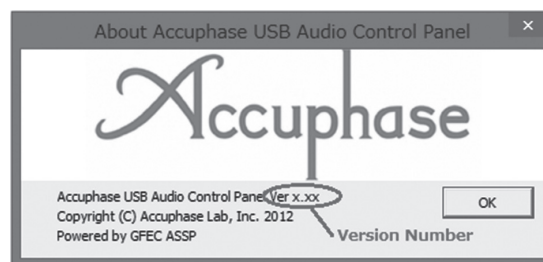 About Accuphase USB Audio Control Panel ×
Accuphase
Accuphase USB Audio Control Panel Ver x.xx
OK
Copyright (C) Accuphase Lab, Inc. 2012
Powered by GFEC ASSP
Version Number